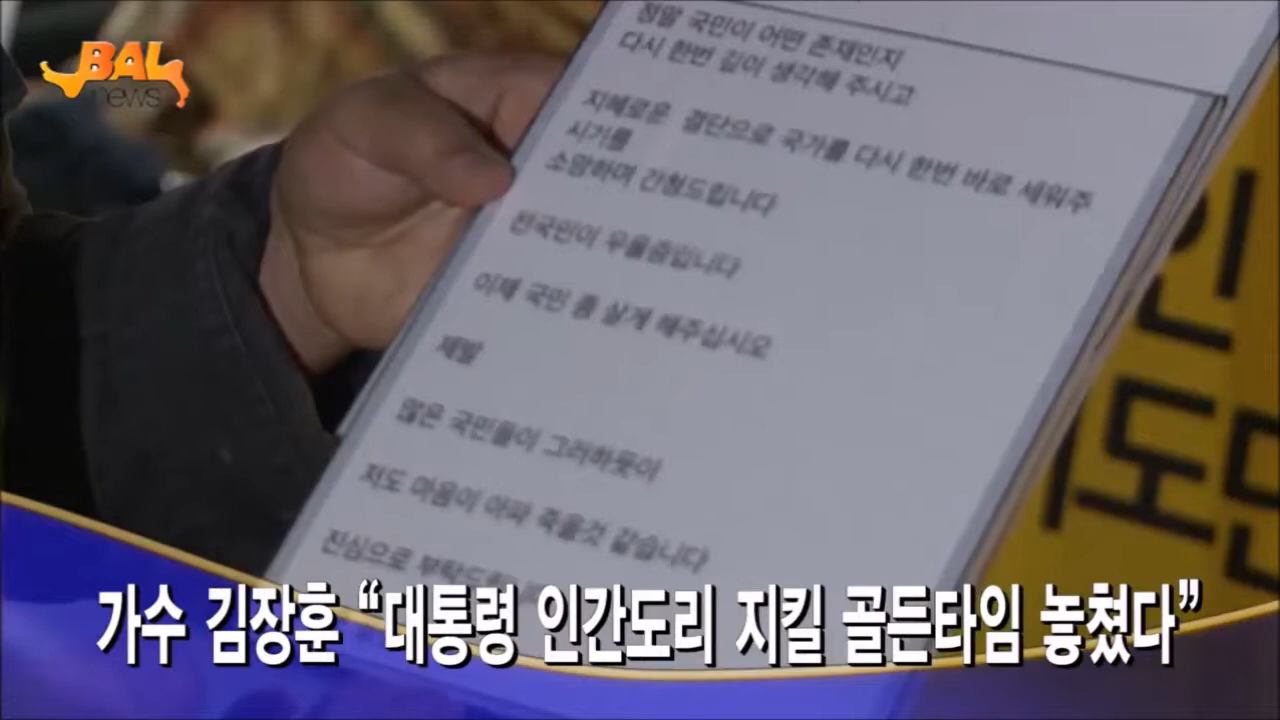 BAL
news
정말 국민이 어떤 존재인지
다시 한번 깊이 생각해 주시고
지혜로운 결단으로 국가를 다시 한번 바로 세워주
시기를
소망하며 간청드립니다
전국민이 우울증입니다
이제 국민 좀 살게 해주십시오
제발
많은 국민들이 그러하듯이
저도 마음이 아파 죽을것 같습니다
진심으로
인
도
가수 김장훈 “대통령 인간도리 지킬 골든타임 놓쳤다”